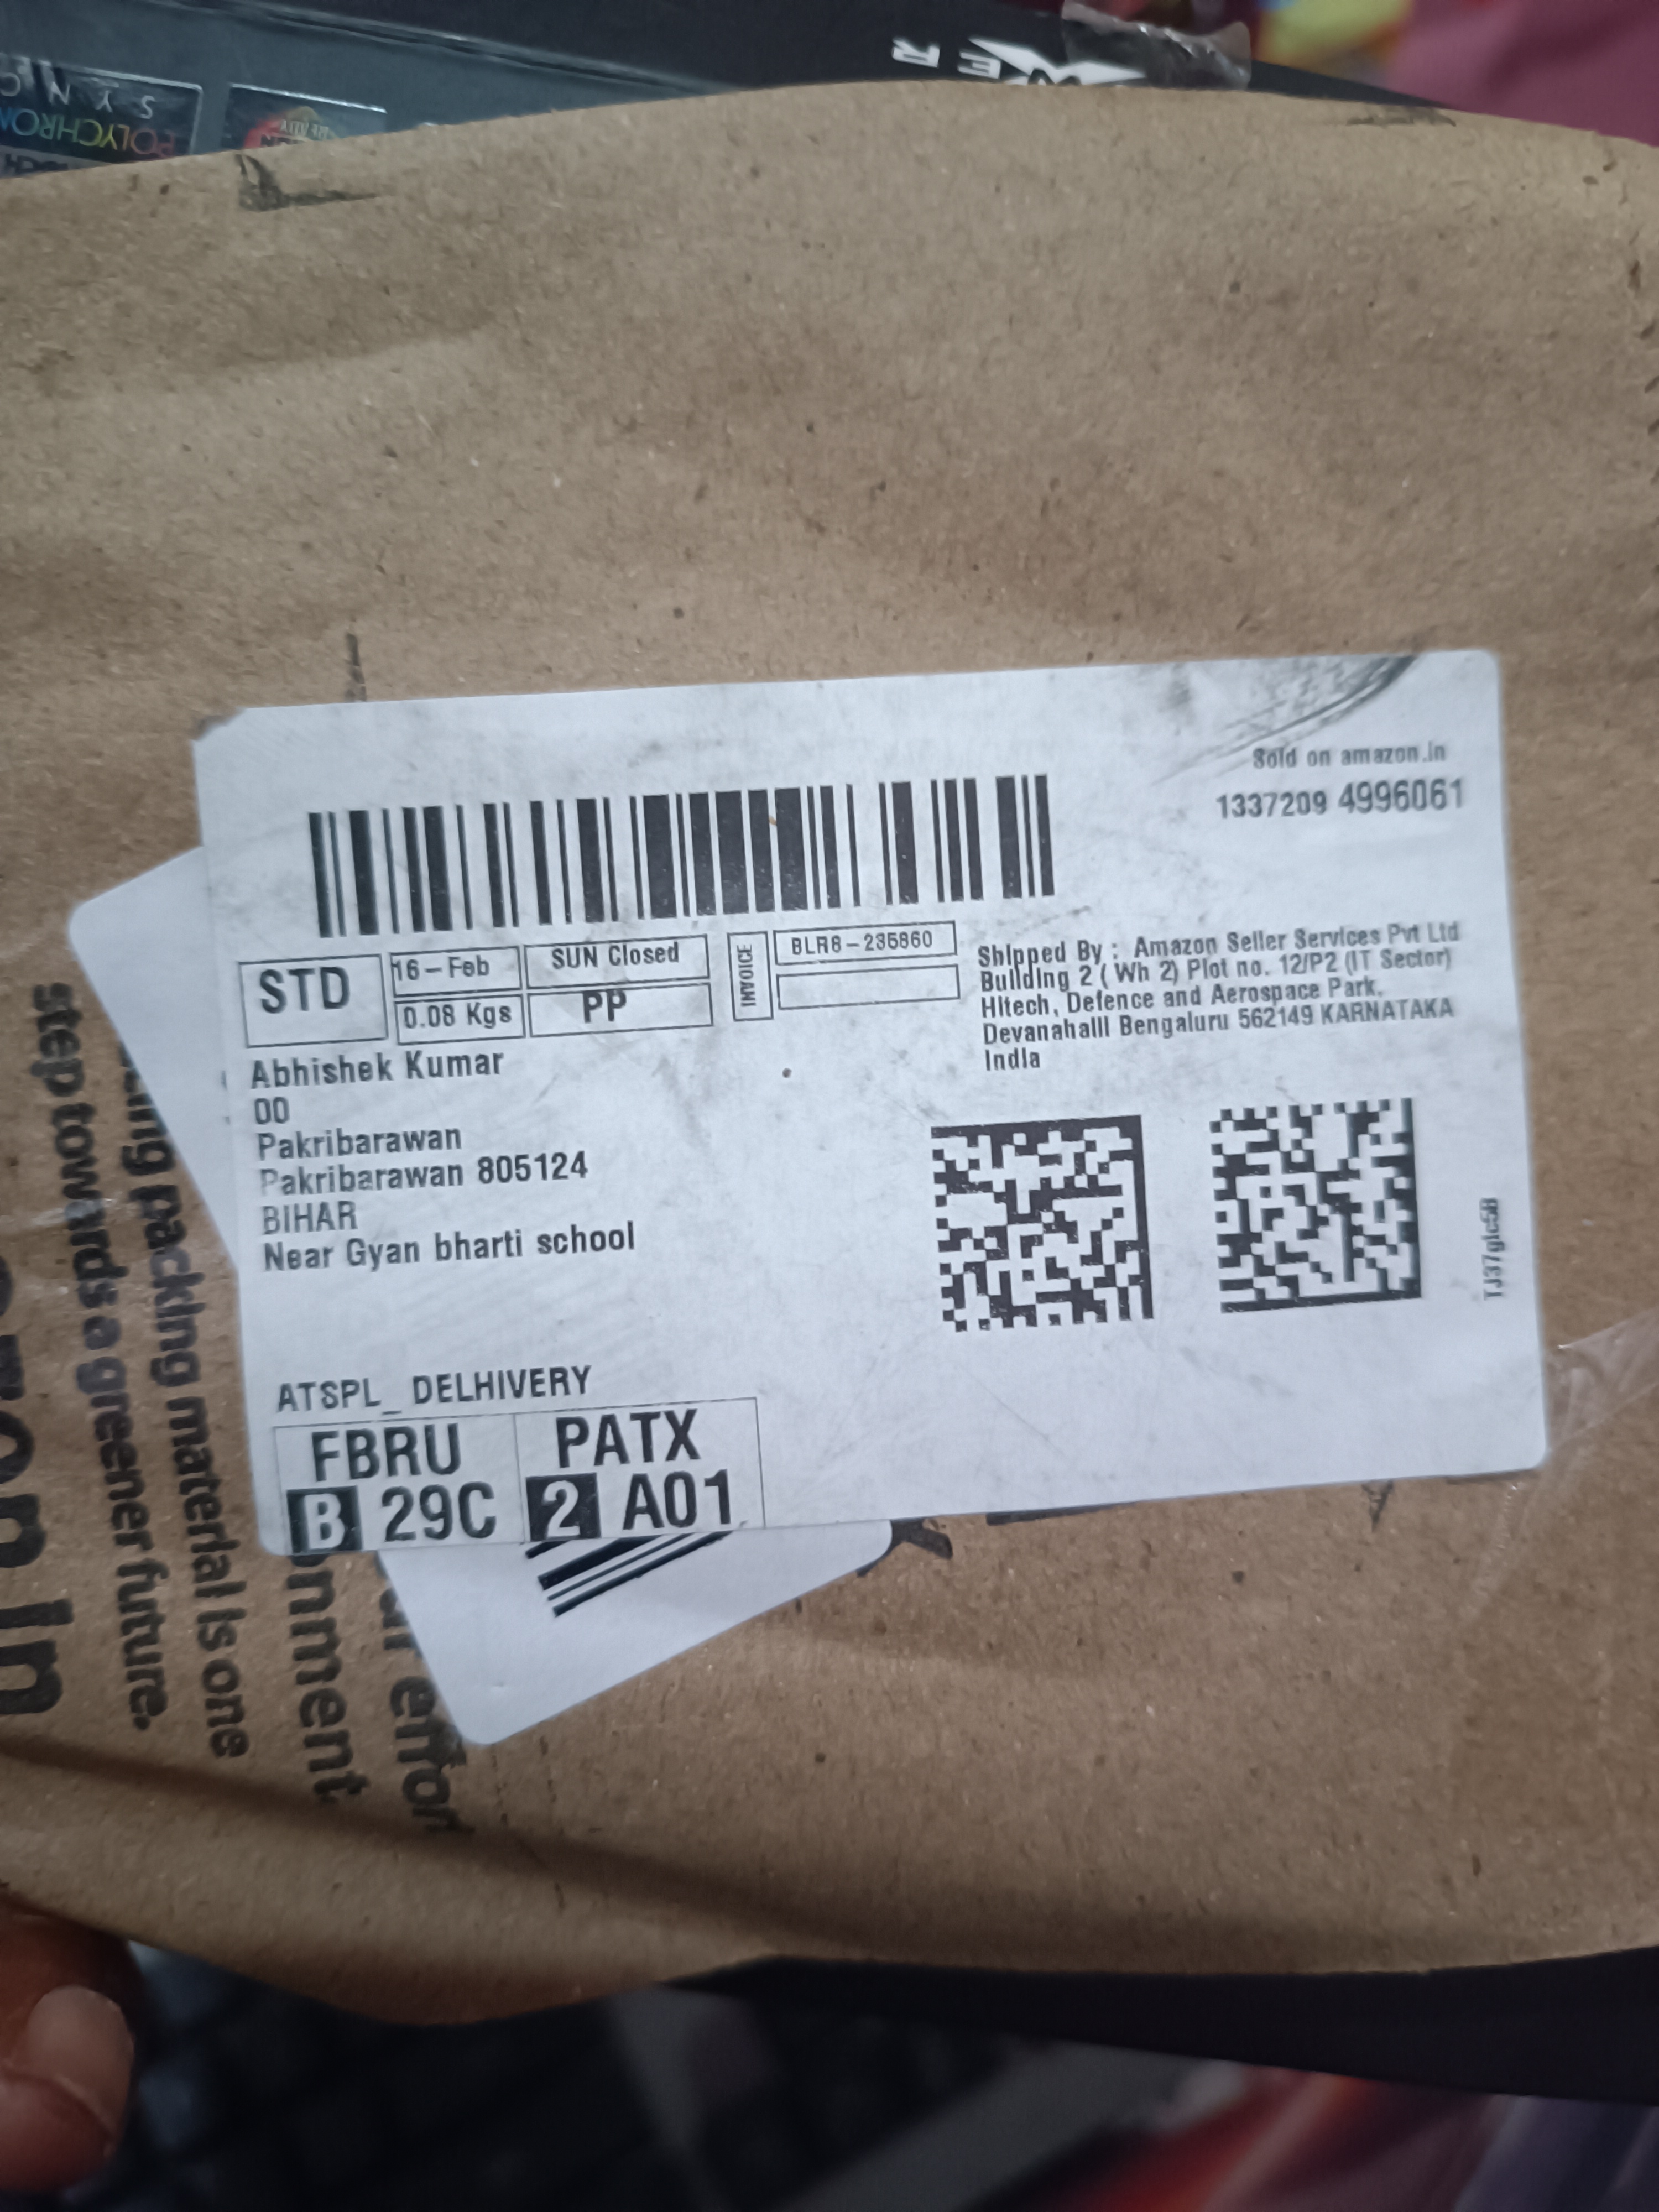 SYNC
POLYCHROM
WER
Sold on amazon.in
1337209 4996061
STD
16-Feb
SUN Closed
0.08 Kgs
PP
INVOICE
BLR8-235860
Shipped By : Amazon Seller Services Pvt Ltd
Building 2 ( Wh 2) Plot no. 12/P2 (IT Sector)
Hitech, Defence and Aerospace Park,
Devanahalli Bengaluru 562149 KARNATAKA
India
Abhishek Kumar
00
Pakribarawan
Pakribarawan 805124
BIHAR
Near Gyan bharti school
ATSPL_ DELHIVERY
FBRU
PATX
B 29C
2 A01
packing material is one
step towards a greener future.